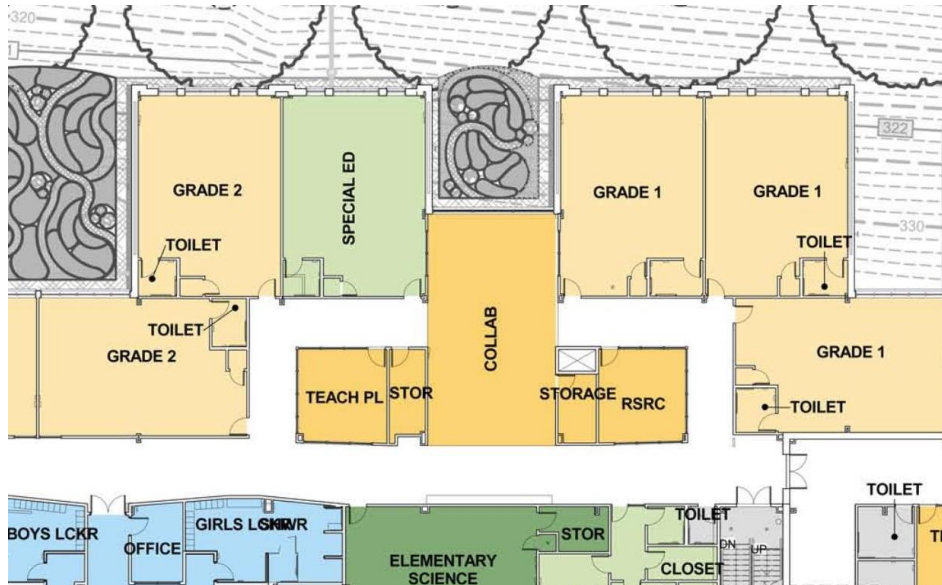 320
322
GRADE 2
SPECIAL ED
GRADE 1
GRADE 1
330
TOILET
TOILET
TOILET
GRADE 2
COLLAB
GRADE 1
TEACH PL
STOR
STORAGE
RSRC
TOILET
TOILET
BOYS LCKR
OFFICE
GIRLS LCKR
STOR
TOILET
ELEMENTARY
SCIENCE
CLOSET
DN
UP